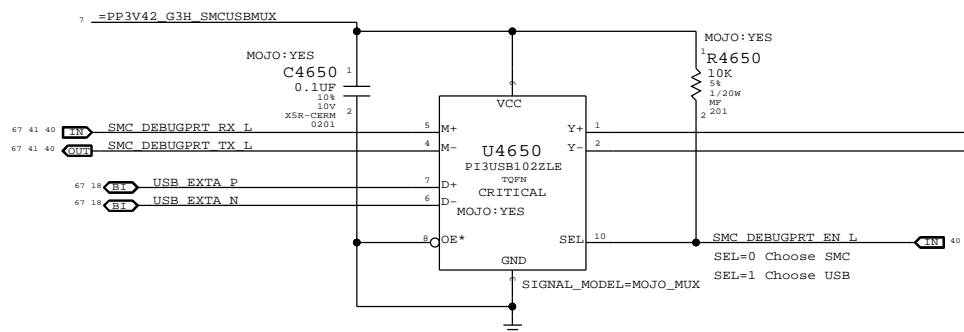 7 =PP3V42_G3H_SMCUSBMUX
MOJO:YES
C4650 1
0.1UF
10%
10V
X5R-CERM 2
0201
MOJO:YES
1
R4650
10K
5%
1/20W
MF
201
2
9
VCC
67 41 40 IN SMC_DEBUGPRT_RX_L 5 M+
67 41 40 OUT SMC_DEBUGPRT_TX_L 4 M-
Y+ 1
Y- 2
U4650
PI3USB102ZLE
TQFN
CRITICAL
67 18 BI USB_EXTA_P 7 D+
67 18 BI USB_EXTA_N 6 D-
MOJO:YES
8 OE*
SEL 10 SMC_DEBUGPRT_EN_L IN 40
SEL=0 Choose SMC
SEL=1 Choose USB
GND
3
SIGNAL_MODEL=MOJO_MUX